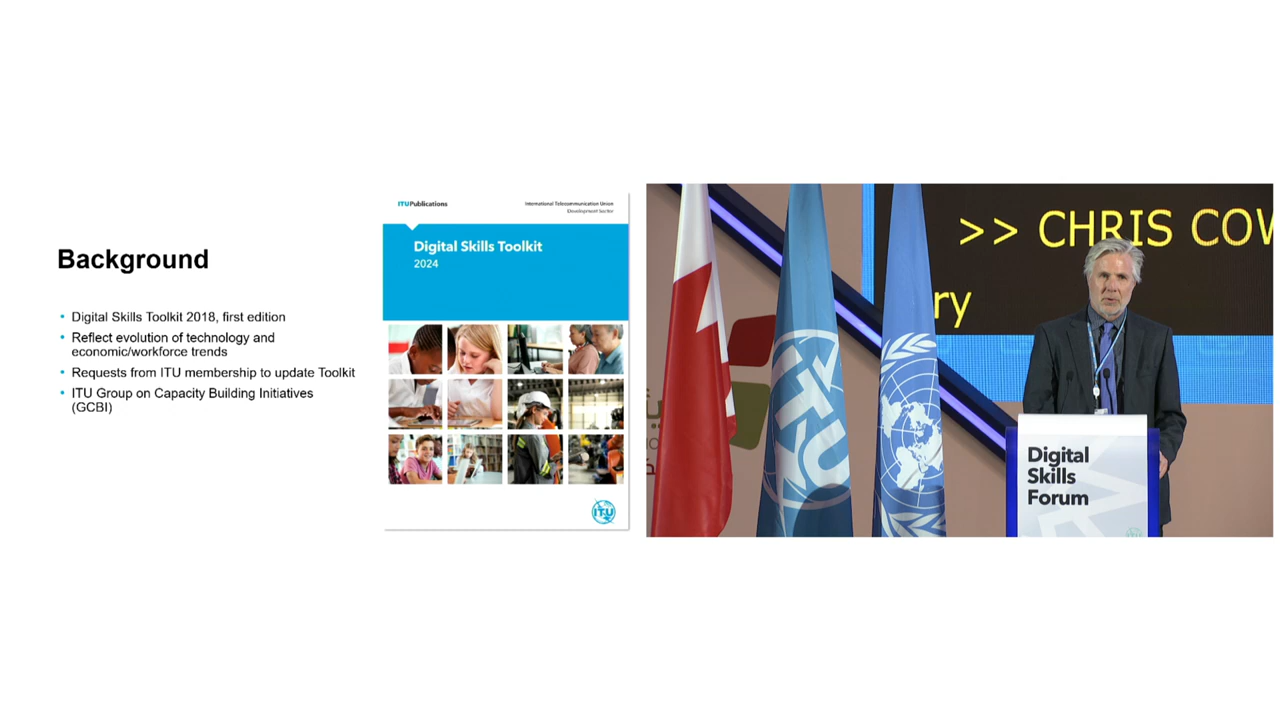 Background
• Digital Skills Toolkit 2018, first edition
• Reflect evolution of technology and
economic/workforce trends
• Requests from ITU membership to update Toolkit
• ITU Group on Capacity Building Initiatives
(GCBI)
ITUPublications
International Telecommunication Union
Development Sector
Digital Skills Toolkit
2024
ITU
>> CHRIS COW
ry
ITU
Digital
Skills
Forum